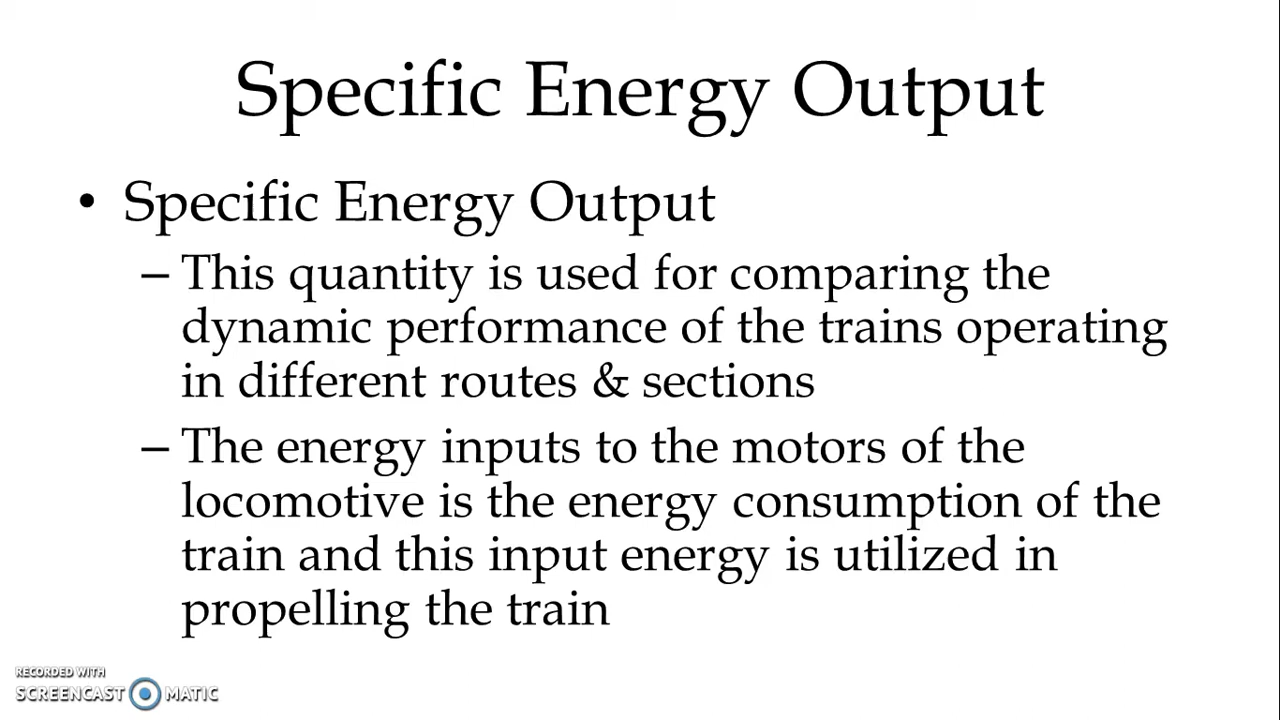 Specific Energy Output
• Specific Energy Output
– This quantity is used for comparing the
dynamic performance of the trains operating
in different routes & sections
– The energy inputs to the motors of the
locomotive is the energy consumption of the
train and this input energy is utilized in
propelling the train
RECORDED WITH
SCREENCAST MATIC